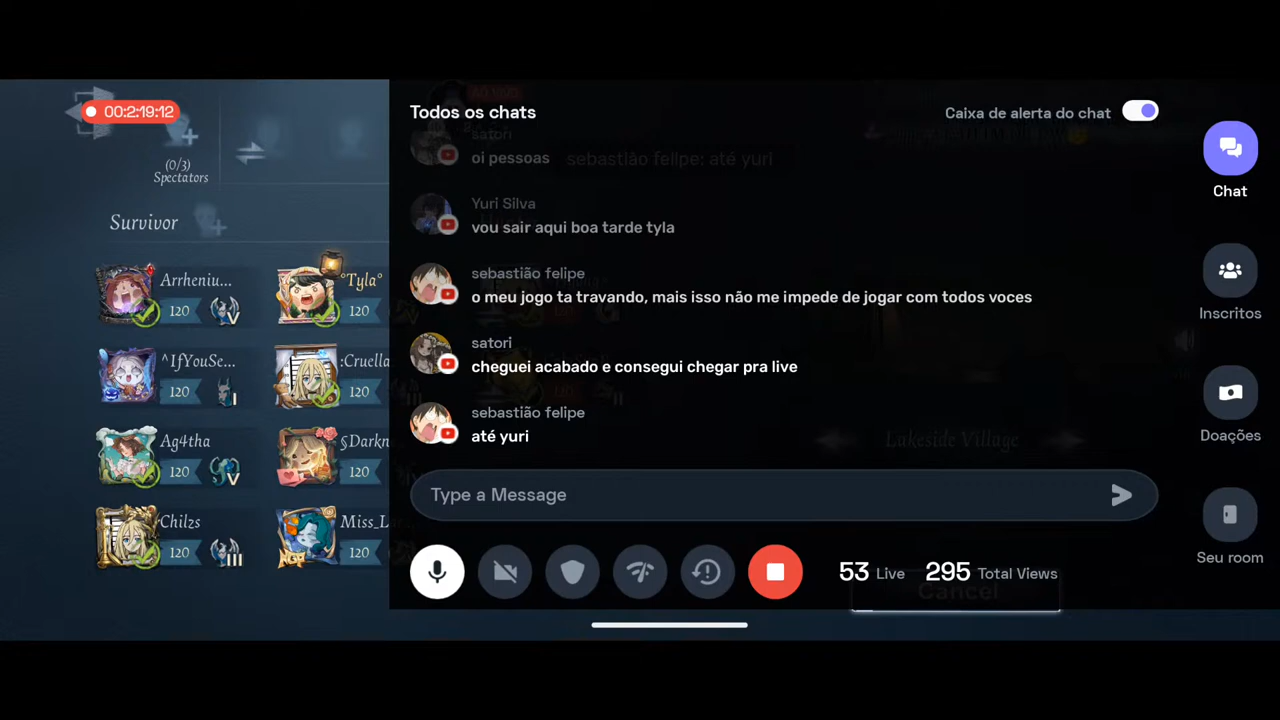 00:2:19:12
(0/3)
Spectators
Survivor
Arrheniu...
120
V
°Tyla°
120
^IfYouSe...
120
I
:Cruella
120
Ag4tha
120
V
§Darkn
120
Chilzs
120
III
Miss_L
120
Todos os chats
Caixa de alerta do chat
satori
oi pessoas
sebastião felipe: até yuri
Yuri Silva
vou sair aqui boa tarde tyla
sebastião felipe
o meu jogo ta travando, mais isso não me impede de jogar com todos voces
satori
cheguei acabado e consegui chegar pra live
sebastião felipe
até yuri
Lakeside Village
Type a Message
53 Live 295 Total Views
Cancel
Chat
Inscritos
Doações
Seu room